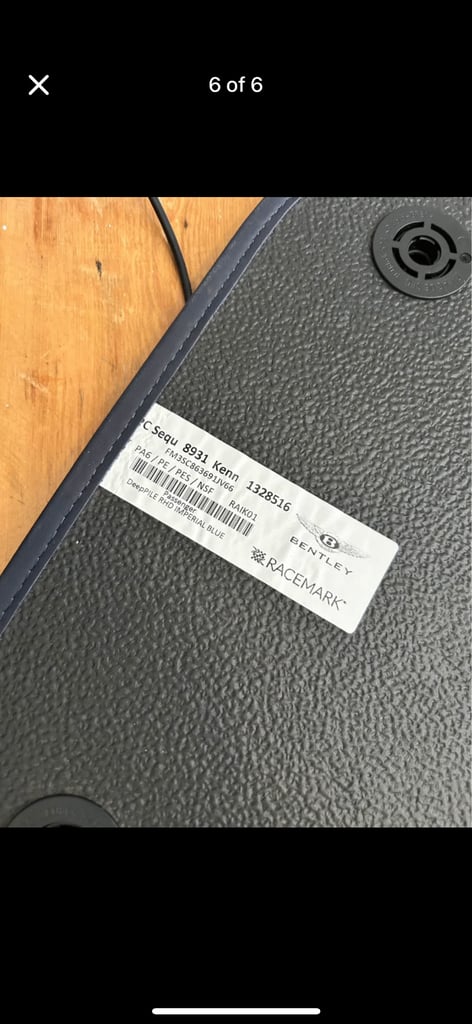 6 of 6
PC Sequ 8931 Kenn 1328516
FM3SC863691JV66
PA6 / PE / PES / NSF RAIK01
Passenger
DeepPILE RHD IMPERIAL BLUE
BENTLEY
RACEMARK